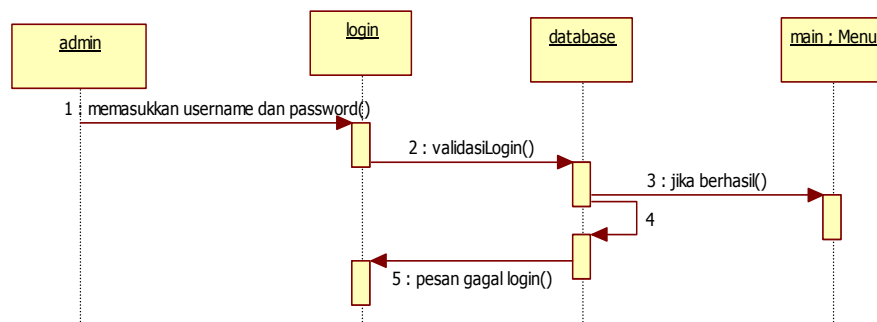 admin
login
database
main ; Menu
1 : memasukkan username dan password()
2 : validasiLogin()
3 : jika berhasil()
4
5 : pesan gagal login()